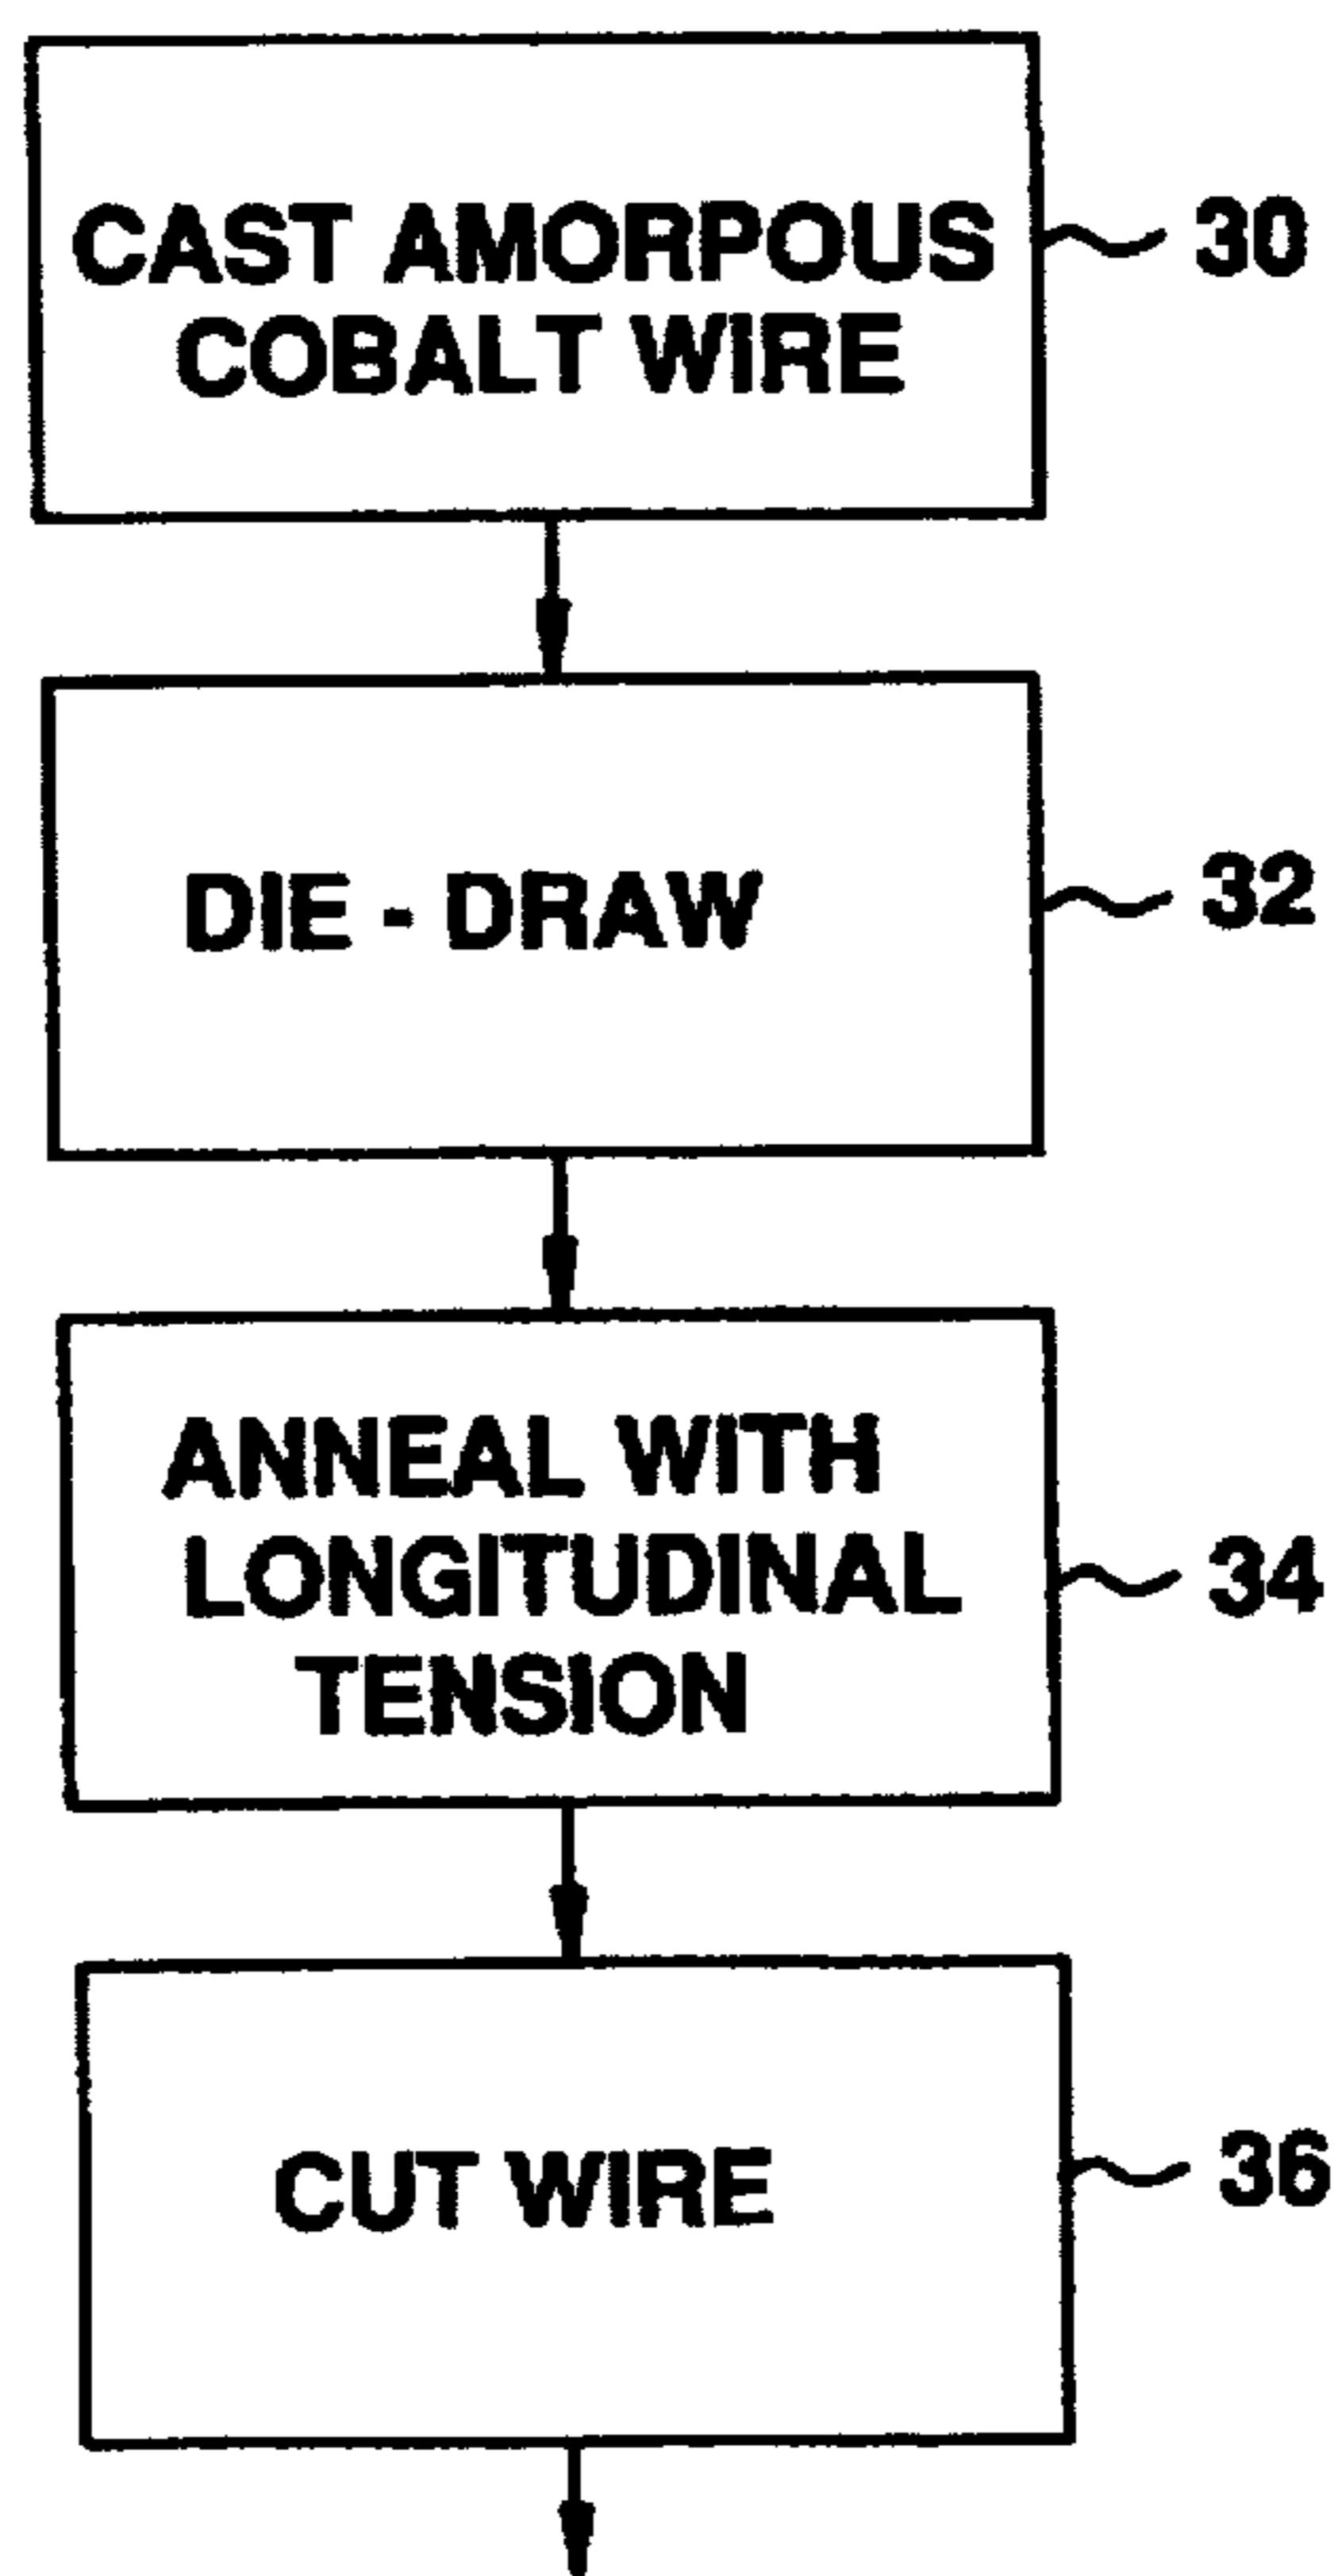 CAST AMORPOUS
COBALT WIRE
30
DIE - DRAW
32
ANNEAL WITH
LONGITUDINAL
TENSION
34
CUT WIRE
36